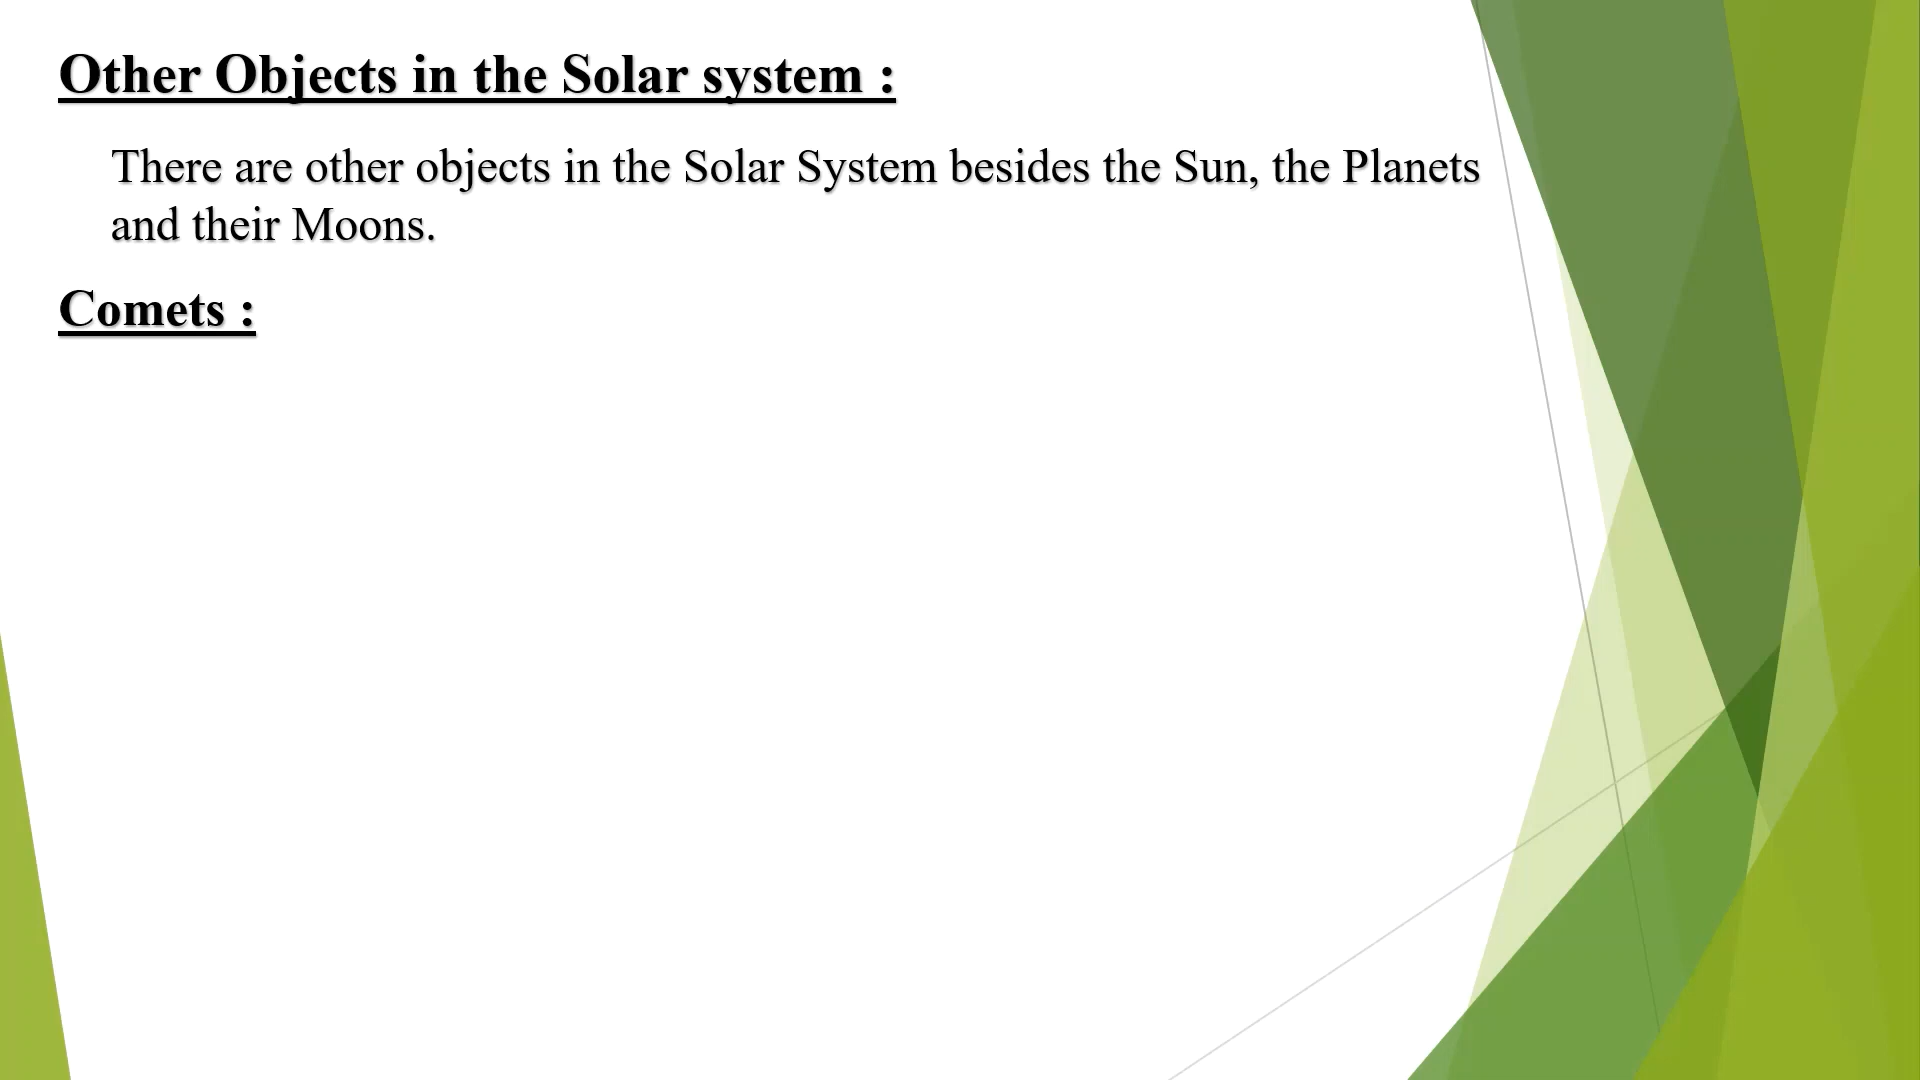 Other Objects in the Solar system :
There are other objects in the Solar System besides the Sun, the Planets
and their Moons.
Comets :